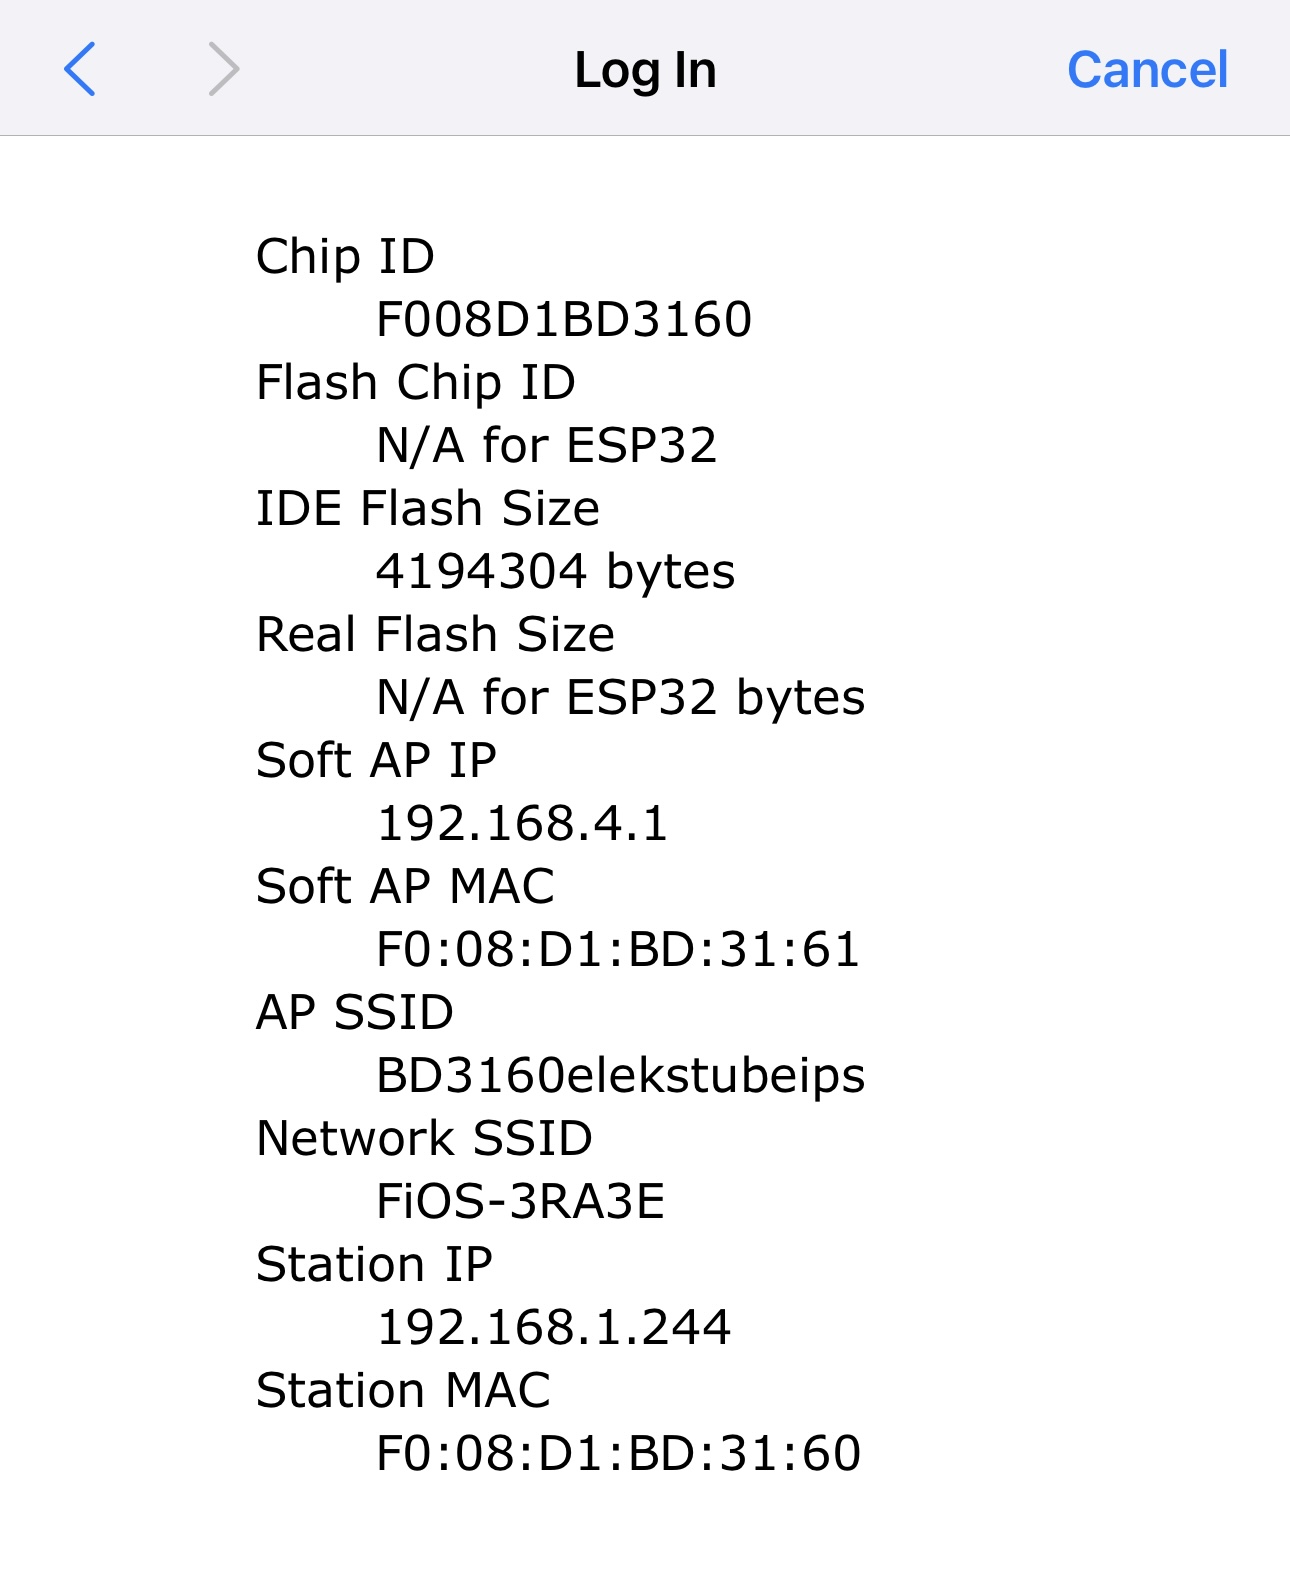 Log In
Cancel
Chip ID
F008D1BD3160
Flash Chip ID
N/A for ESP32
IDE Flash Size
4194304 bytes
Real Flash Size
N/A for ESP32 bytes
Soft AP IP
192.168.4.1
Soft AP MAC
F0:08:D1:BD:31:61
AP SSID
BD3160elekstubeips
Network SSID
FiOS-3RA3E
Station IP
192.168.1.244
Station MAC
F0:08:D1:BD:31:60